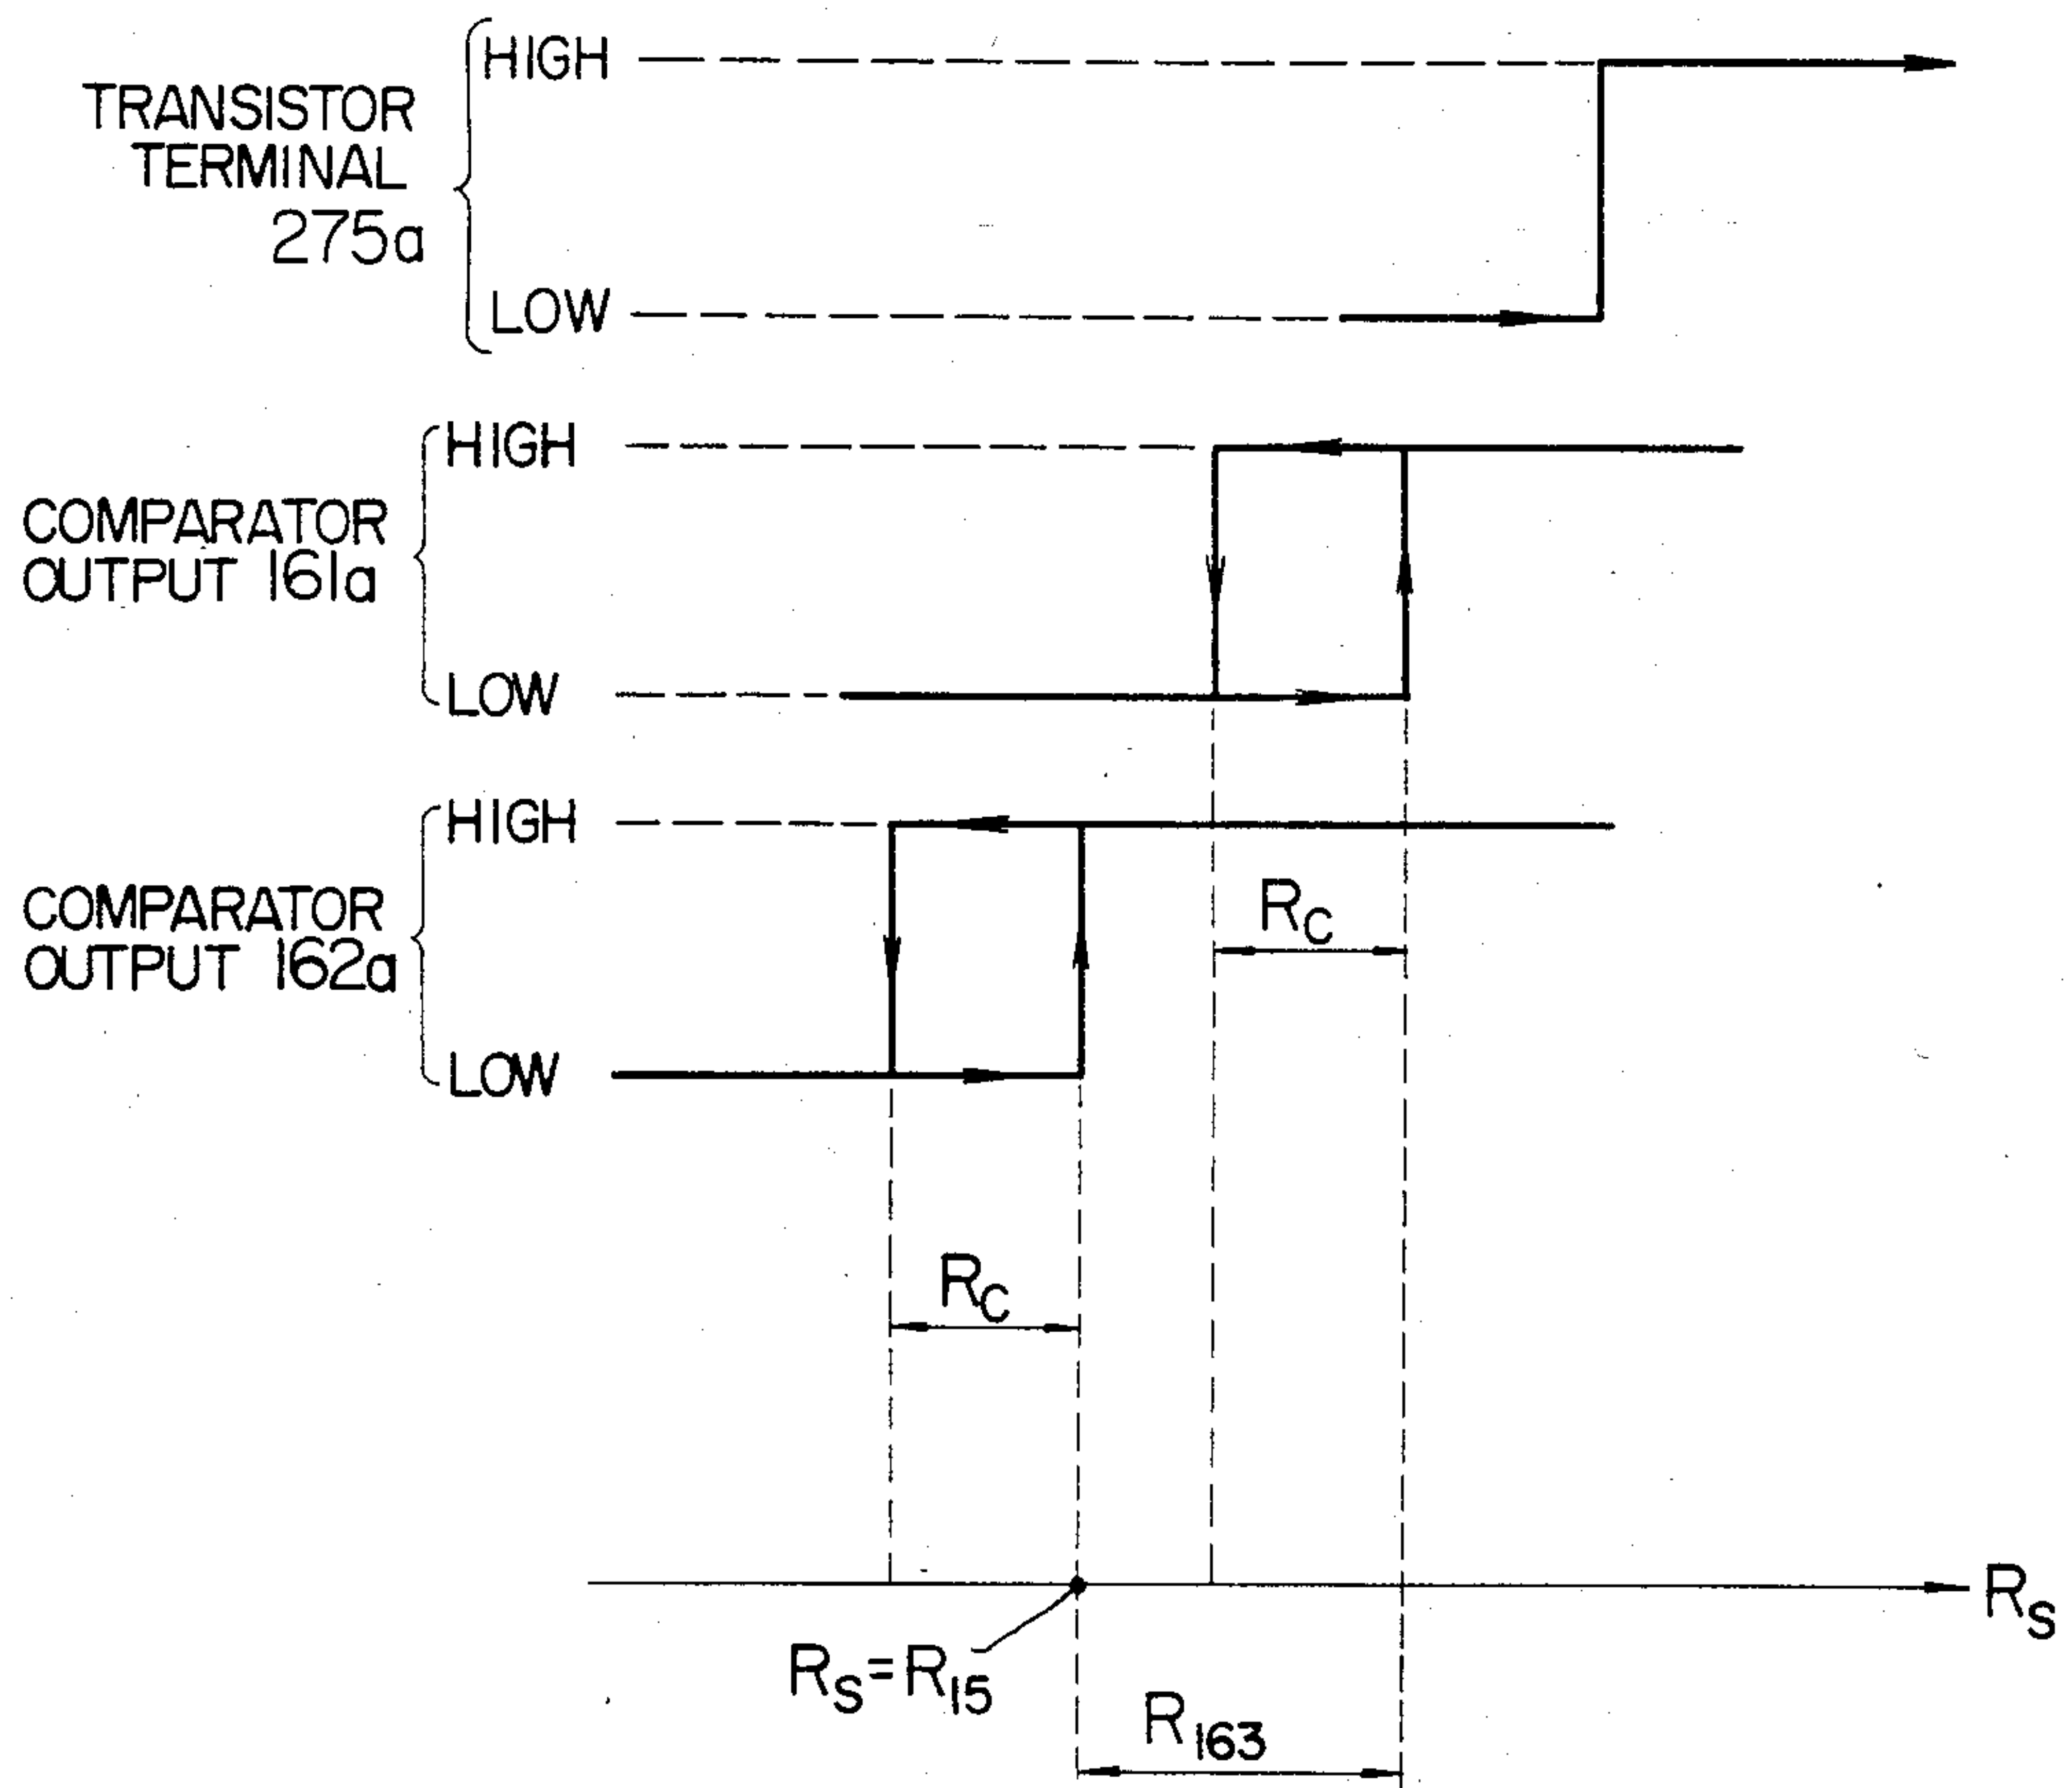 HIGH
TRANSISTOR
TERMINAL
275a
LOW
HIGH
COMPARATOR
OUTPUT 161a
LOW
HIGH
COMPARATOR
OUTPUT 162a
LOW
RC
RC
RS
RS=R15
R163